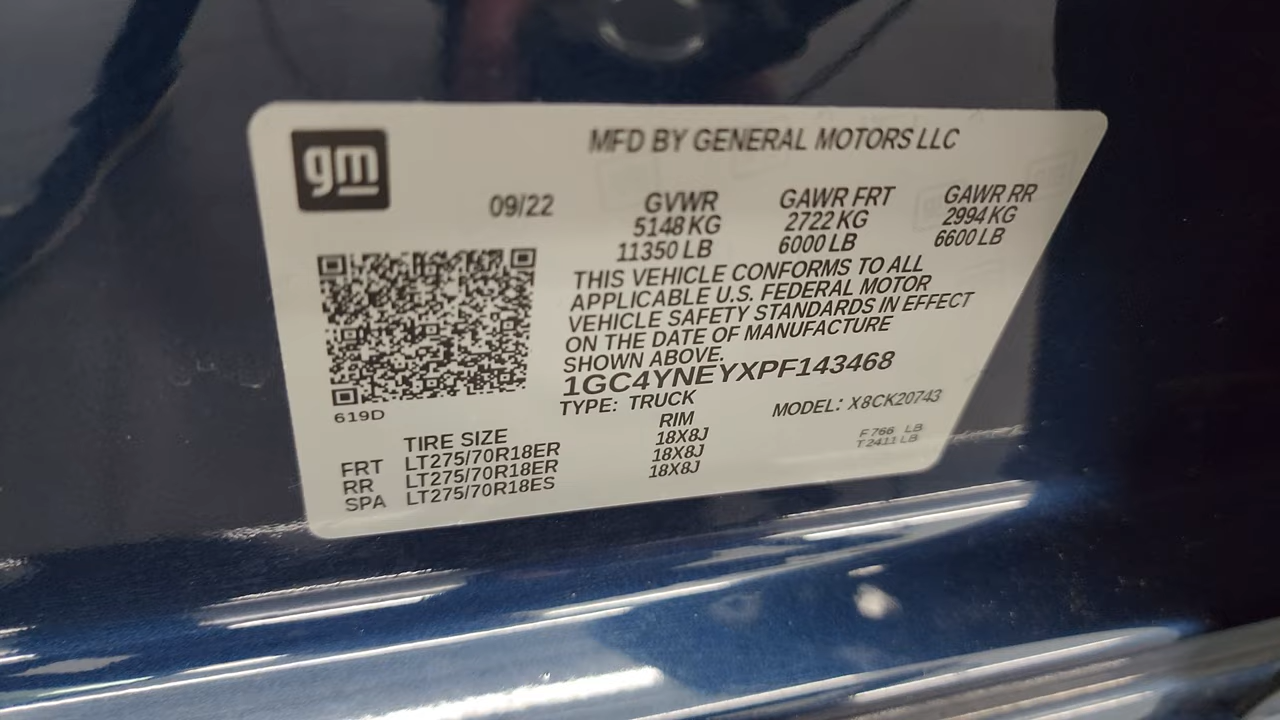 gm
MFD BY GENERAL MOTORS LLC
09/22
GVWR GAWR FRT GAWR RR
5148 KG 2722 KG 2994 KG
11350 LB 6000 LB 6600 LB
THIS VEHICLE CONFORMS TO ALL
APPLICABLE U.S. FEDERAL MOTOR
VEHICLE SAFETY STANDARDS IN EFFECT
ON THE DATE OF MANUFACTURE
SHOWN ABOVE.
1GC4YNEYXPF143468
TYPE: TRUCK MODEL: X8CK20743
619D
TIRE SIZE RIM
FRT LT275/70R18ER 18X8J
RR LT275/70R18ER 18X8J
SPA LT275/70R18ES 18X8J
F 766 LB
T 2411 LB